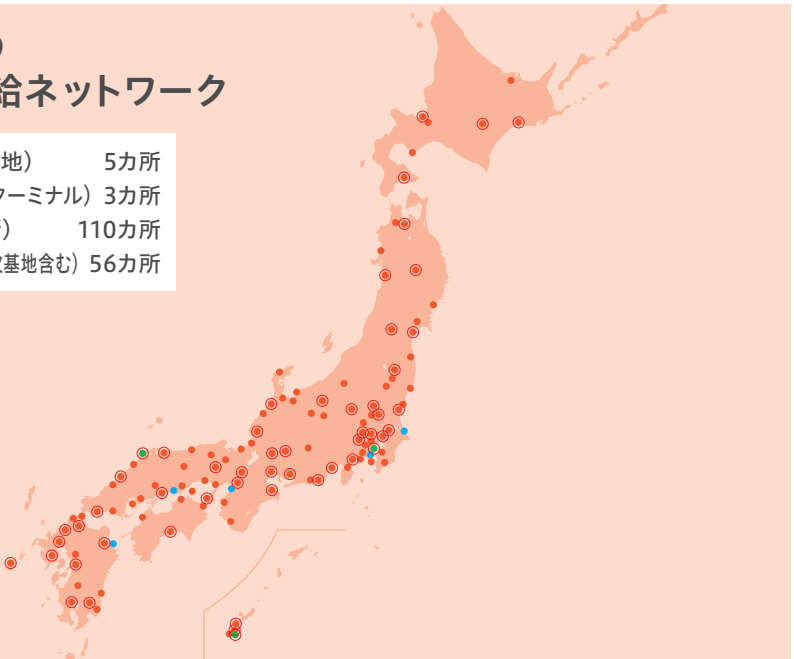 ）
給ネットワーク
地） 5カ所
ターミナル） 3カ所
） 110カ所
基地含む） 56カ所